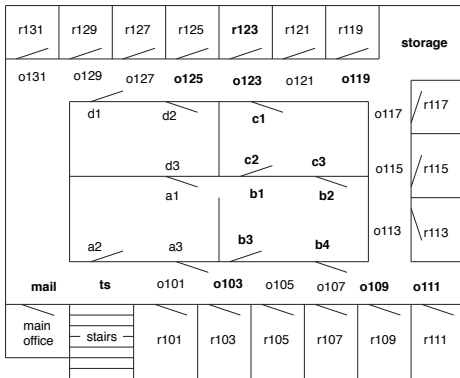 r131 r129 r127 r125 r123 r121 r119
storage
o131 o129 o127 o125 o123 o121 o119
r117
o117
d1 d2 c1
d3 c2 c3
o115 r115
a1 b1 b2
r113
o113
a2 a3 b3 b4
mail ts o101 o103 o105 o107 o109 o111
main
office
stairs
r101 r103 r105 r107 r109 r111